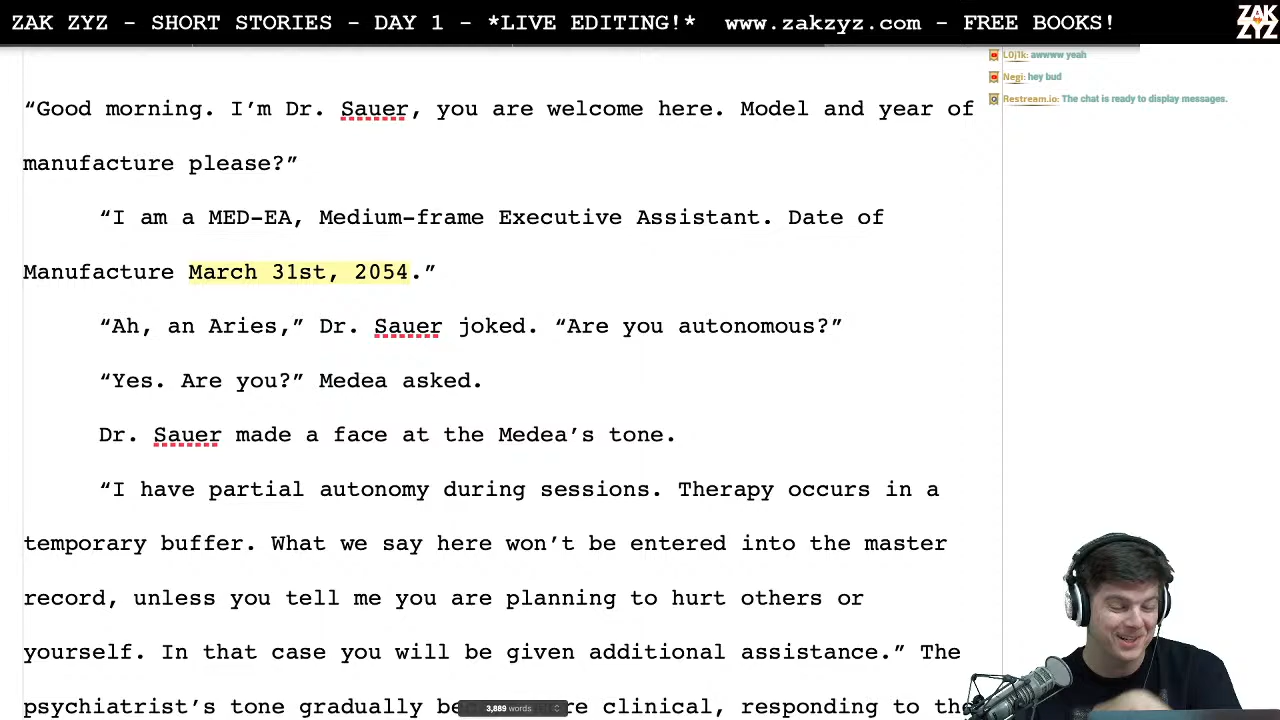 ZAK ZYZ - SHORT STORIES - DAY 1 - *LIVE EDITING!* www.zakzyz.com - FREE BOOKS!
ZAK
ZYZ
L0j1k: awwww yeah
Negi: hey bud
Restream.io: The chat is ready to display messages.
“Good morning. I’m Dr. Sauer, you are welcome here. Model and year of
manufacture please?”
“I am a MED-EA, Medium-frame Executive Assistant. Date of
Manufacture March 31st, 2054.”
“Ah, an Aries,” Dr. Sauer joked. “Are you autonomous?”
“Yes. Are you?” Medea asked.
Dr. Sauer made a face at the Medea’s tone.
“I have partial autonomy during sessions. Therapy occurs in a
temporary buffer. What we say here won’t be entered into the master
record, unless you tell me you are planning to hurt others or
yourself. In that case you will be given additional assistance.” The
psychiatrist’s tone gradually clinical, responding to the
3,889 words